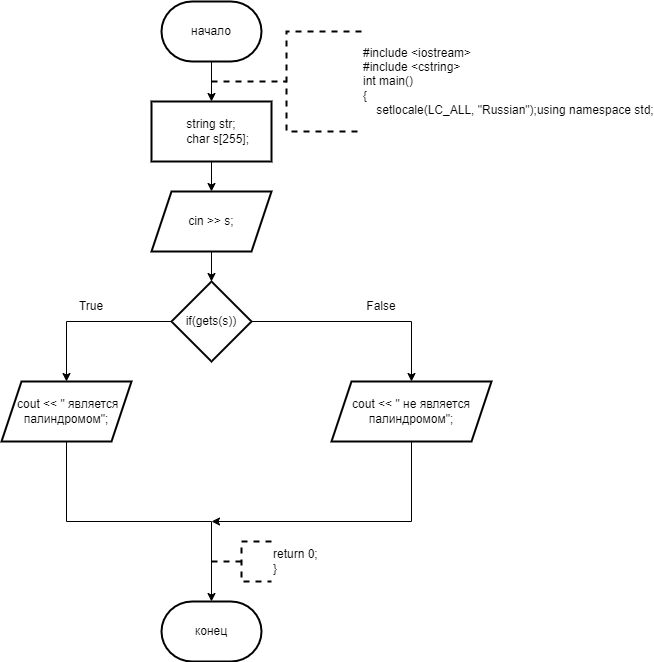 начало
#include <iostream>
#include <cstring>
int main()
{
setlocale(LC_ALL, "Russian");using namespace std;
string str;
char s[255];
cin >> s;
if(gets(s))
True
False
cout << " является
палиндромом";
cout << " не является
палиндромом";
return 0;
}
конец